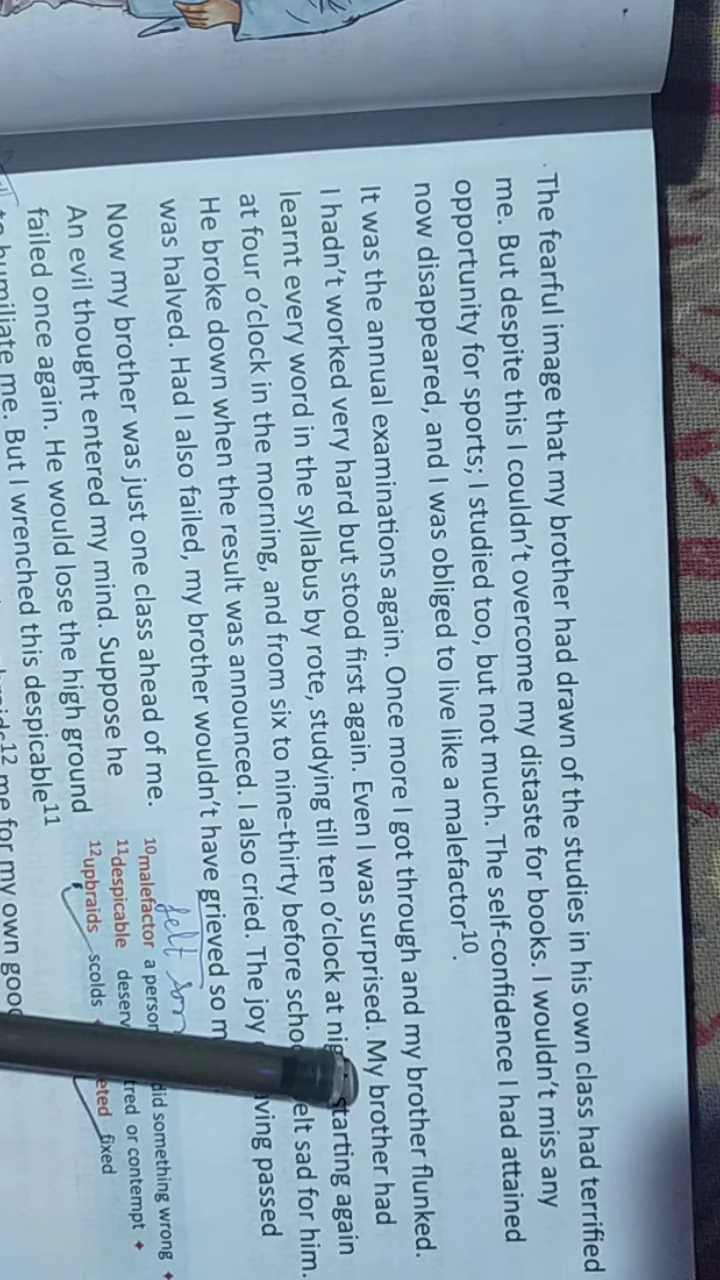 The fearful image that my brother had drawn of the studies in his own class had terrified
me. But despite this I couldn't overcome my distaste for books. I wouldn't miss any
opportunity for sports; I studied too, but not much. The self-confidence I had attained
now disappeared, and I was obliged to live like a malefactor10.
It was the annual examinations again. Once more I got through and my brother flunked.
I hadn't worked very hard but stood first again. Even I was surprised. My brother had
learnt every word in the syllabus by rote, studying till ten o'clock at starting again
at four o'clock in the morning, and from six to nine-thirty before sad for him.
He broke down when the result was announced. I also cried. The joy passed
was halved. Had I also failed, my brother wouldn't have grieved so
Now my brother was just one class ahead of me.
An evil thought entered my mind. Suppose he
failed once again. He would lose the high ground
to humiliate me. But I wrenched this despicable11
12 me for my own
felt
10malefactor a person did something wrong
11despicable or contempt
12upbraids scolds fixed